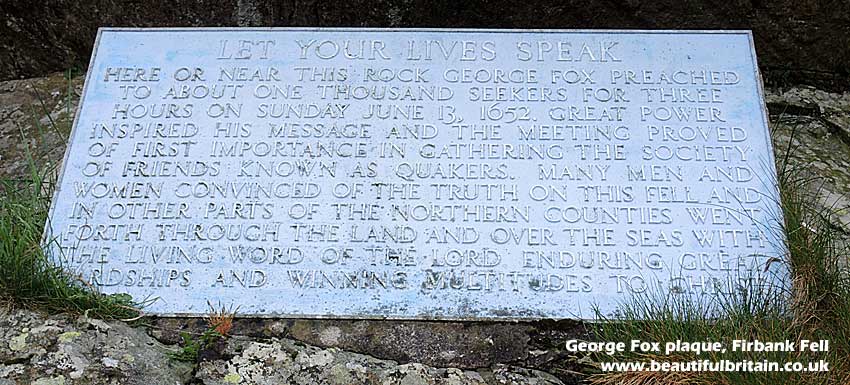 LET YOUR LIVES SPEAK
HERE OR NEAR THIS ROCK GEORGE FOX PREACHED
TO ABOUT ONE THOUSAND SEEKERS FOR THREE
HOURS ON SUNDAY JUNE 13, 1652. GREAT POWER
INSPIRED HIS MESSAGE AND THE MEETING PROVED
OF FIRST IMPORTANCE IN GATHERING THE SOCIETY
OF FRIENDS KNOWN AS QUAKERS. MANY MEN AND
WOMEN CONVINCED OF THE TRUTH ON THIS FELL AND
IN OTHER PARTS OF THE NORTHERN COUNTIES WENT
FORTH THROUGH THE LAND AND OVER THE SEAS WITH
THE LIVING WORD OF THE LORD ENDURING GREAT
HARDSHIPS AND WINNING MULTITUDES TO CHRIST
George Fox plaque, Firbank Fell
www.beautifulbritain.co.uk